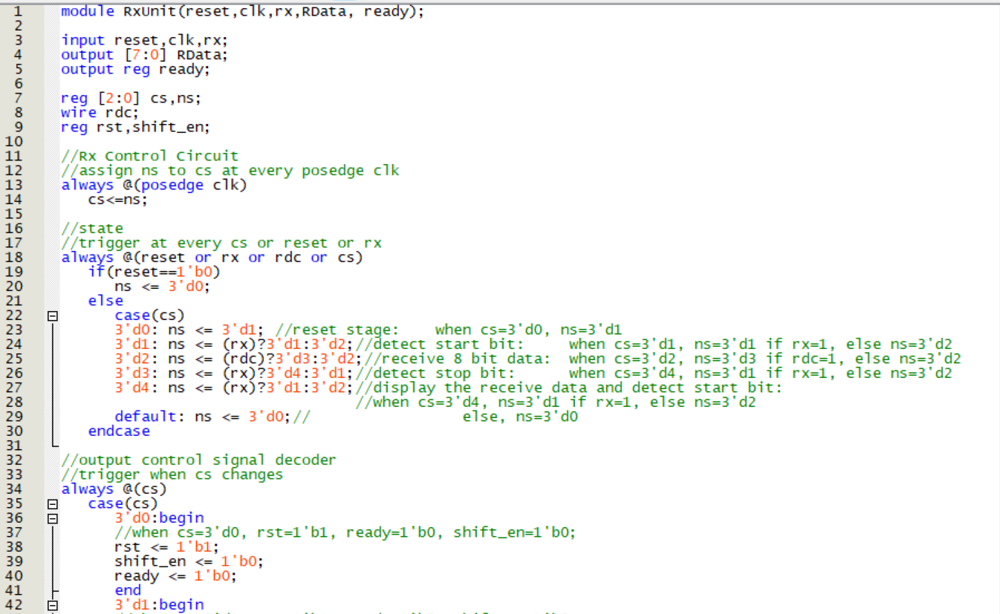 1 module RxUnit(reset,clk,rx,RData, ready);
2
3 input reset,clk,rx;
4 output [7:0] RData;
5 output reg ready;
6
7 reg [2:0] cs,ns;
8 wire rdc;
9 reg rst,shift_en;
10
11 //Rx Control Circuit
12 //assign ns to cs at every posedge clk
13 always @(posedge clk)
14 cs<=ns;
15
16 //state
17 //trigger at every cs or reset or rx
18 always @(reset or rx or rdc or cs)
19 if(reset==1'b0)
20 ns <= 3'd0;
21 else
22 case(cs)
23 3'd0: ns <= 3'd1; //reset stage: when cs=3'd0, ns=3'd1
24 3'd1: ns <= (rx)?3'd1:3'd2;//detect start bit: when cs=3'd1, ns=3'd1 if rx=1, else ns=3'd2
25 3'd2: ns <= (rdc)?3'd3:3'd2;//receive 8 bit data: when cs=3'd2, ns=3'd3 if rdc=1, else ns=3'd2
26 3'd3: ns <= (rx)?3'd4:3'd1;//detect stop bit: when cs=3'd4, ns=3'd1 if rx=1, else ns=3'd2
27 3'd4: ns <= (rx)?3'd1:3'd2;//display the receive data and detect start bit:
28 //when cs=3'd4, ns=3'd1 if rx=1, else ns=3'd2
29 default: ns <= 3'd0;// else, ns=3'd0
30 endcase
31
32 //output control signal decoder
33 //trigger when cs changes
34 always @(cs)
35 case(cs)
36 3'd0:begin
37 //when cs=3'd0, rst=1'b1, ready=1'b0, shift_en=1'b0;
38 rst <= 1'b1;
39 shift_en <= 1'b0;
40 ready <= 1'b0;
41 end
42 3'd1:begin